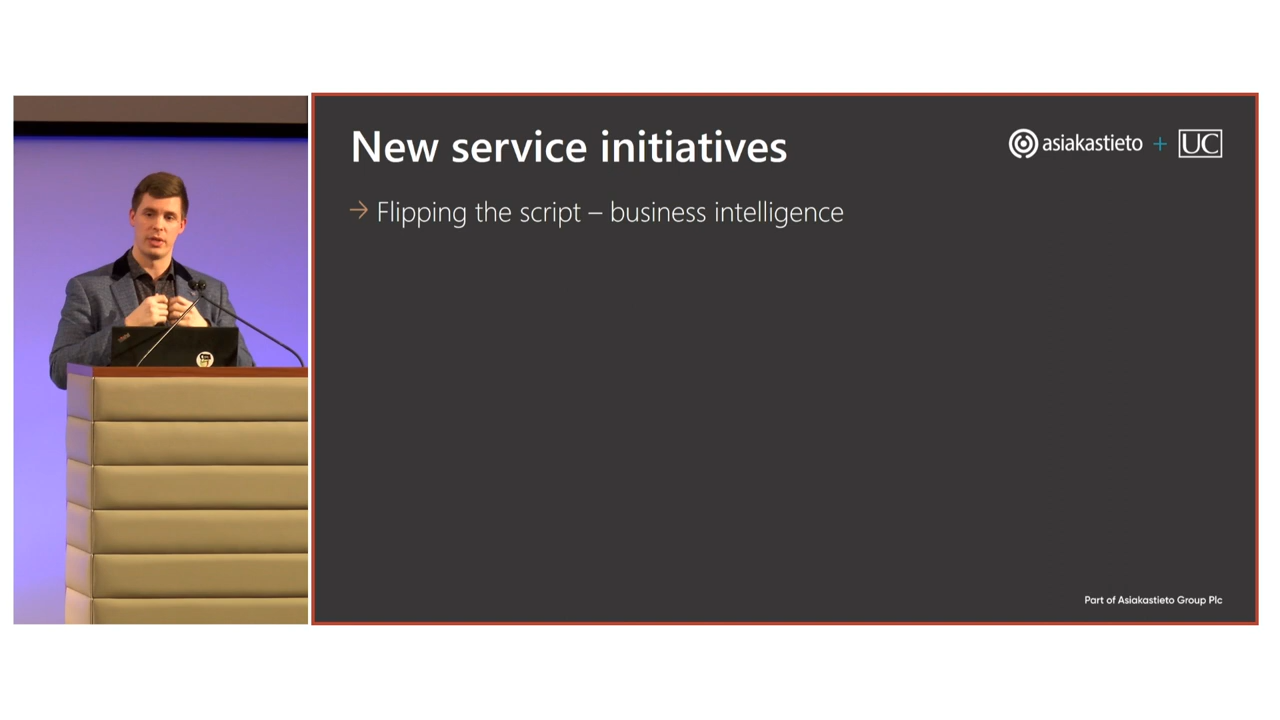 New service initiatives
asiakastieto + UC
→ Flipping the script – business intelligence
Part of Asiakastieto Group Plc